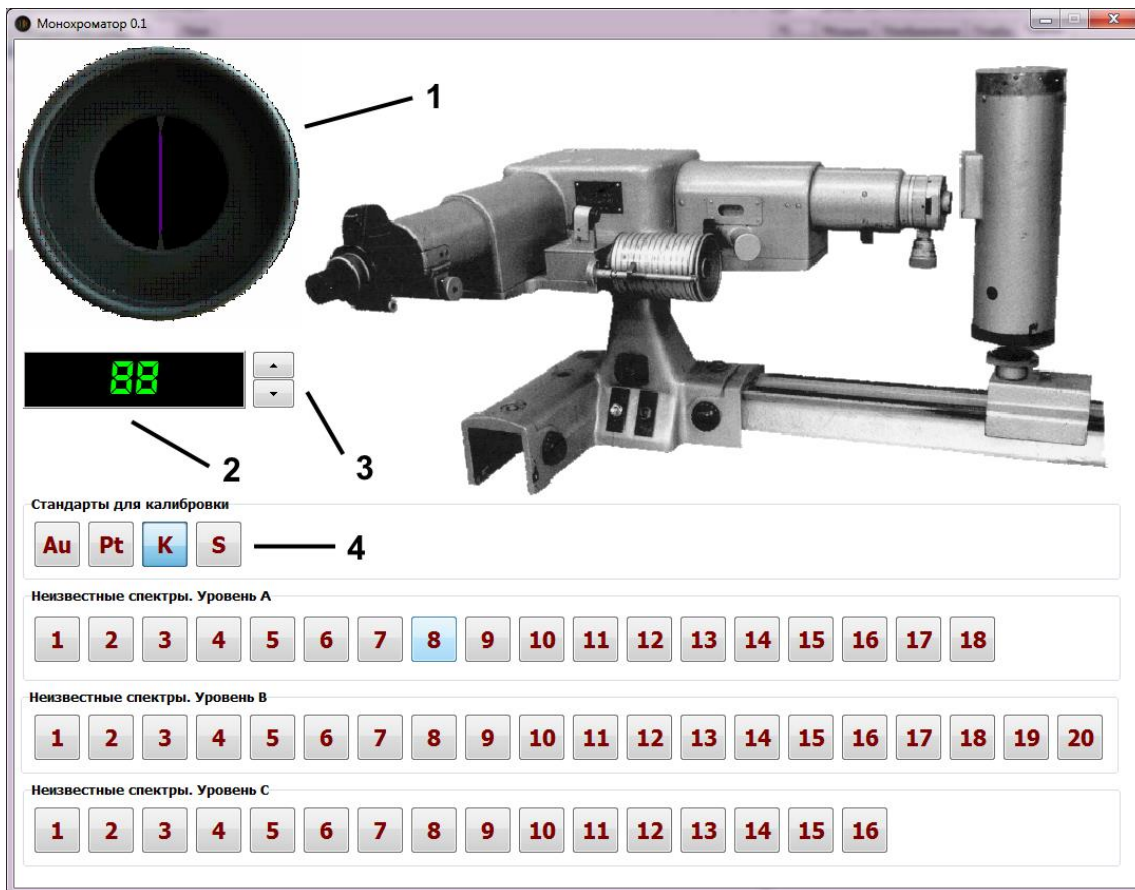 Монохроматор 0.1
1
88
2
3
Стандарты для калибровки
Au Pt K S 4
Неизвестные спектры. Уровень А
1 2 3 4 5 6 7 8 9 10 11 12 13 14 15 16 17 18
Неизвестные спектры. Уровень В
1 2 3 4 5 6 7 8 9 10 11 12 13 14 15 16 17 18 19 20
Неизвестные спектры. Уровень С
1 2 3 4 5 6 7 8 9 10 11 12 13 14 15 16